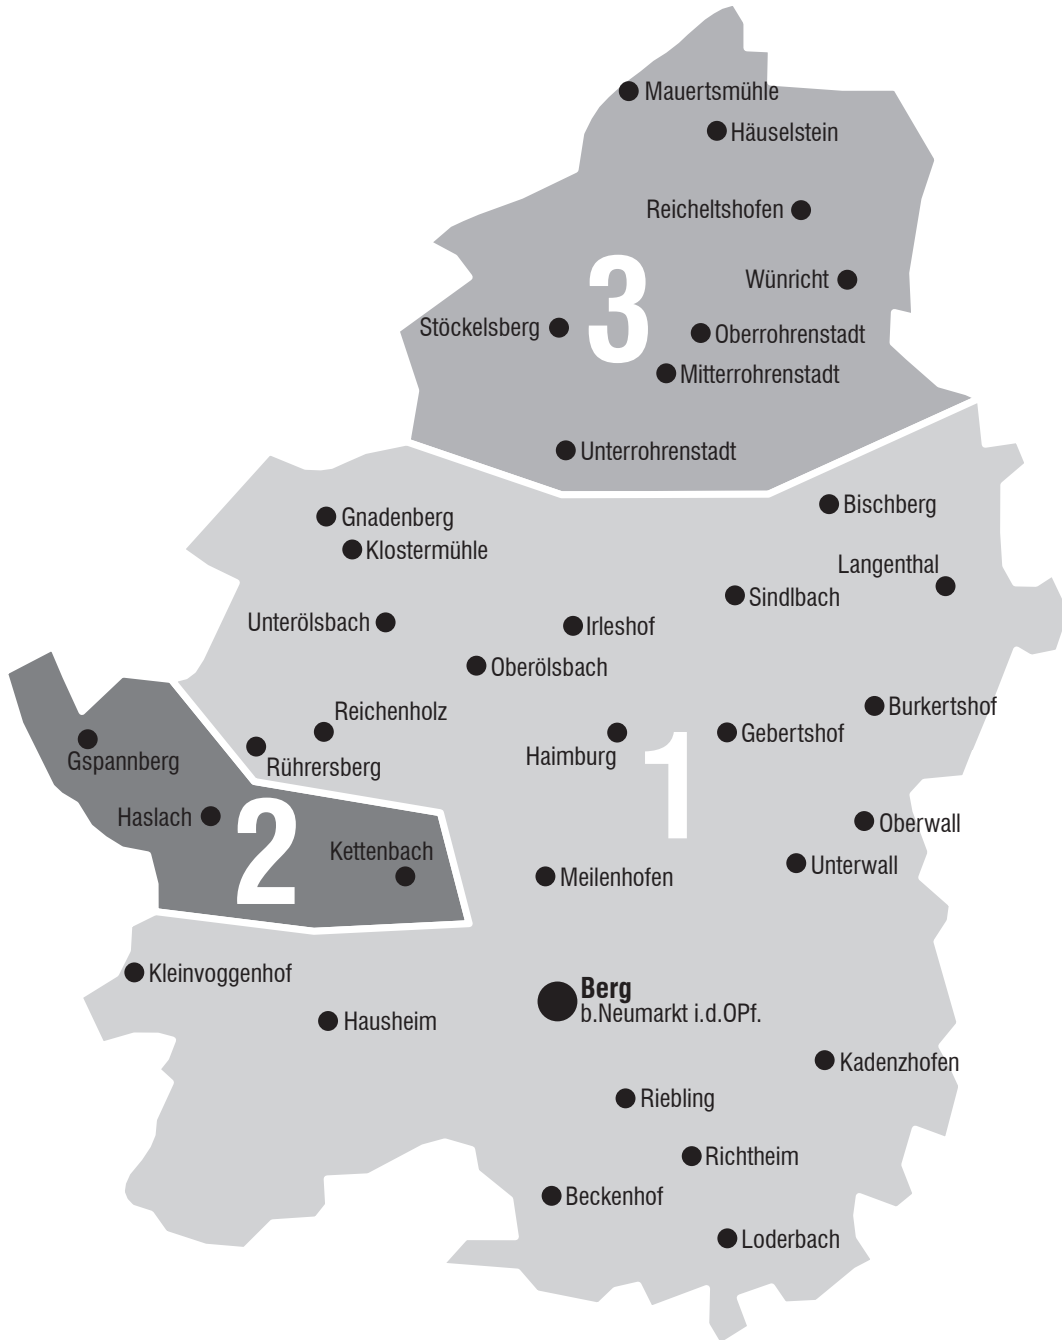 Mauertsmühle
Häuselstein
Reicheltshofen
Wünricht
3
Stöckelsberg
Oberrohrenstadt
Mitterrohrenstadt
Unterrohrenstadt
Bischberg
Gnadenberg
Klostermühle
Langenthal
Sindlbach
Unterölsbach
Irleshof
Oberölsbach
Burkertshof
Reichenholz
Gebertshof
Haimburg
1
Gspannberg
Rührersberg
Haslach
2
Oberwall
Kettenbach
Unterwall
Meilenhofen
Kleinvoggenhof
Berg
b.Neumarkt i.d.OPf.
Hausheim
Kadenzhofen
Riebling
Richtheim
Beckenhof
Loderbach